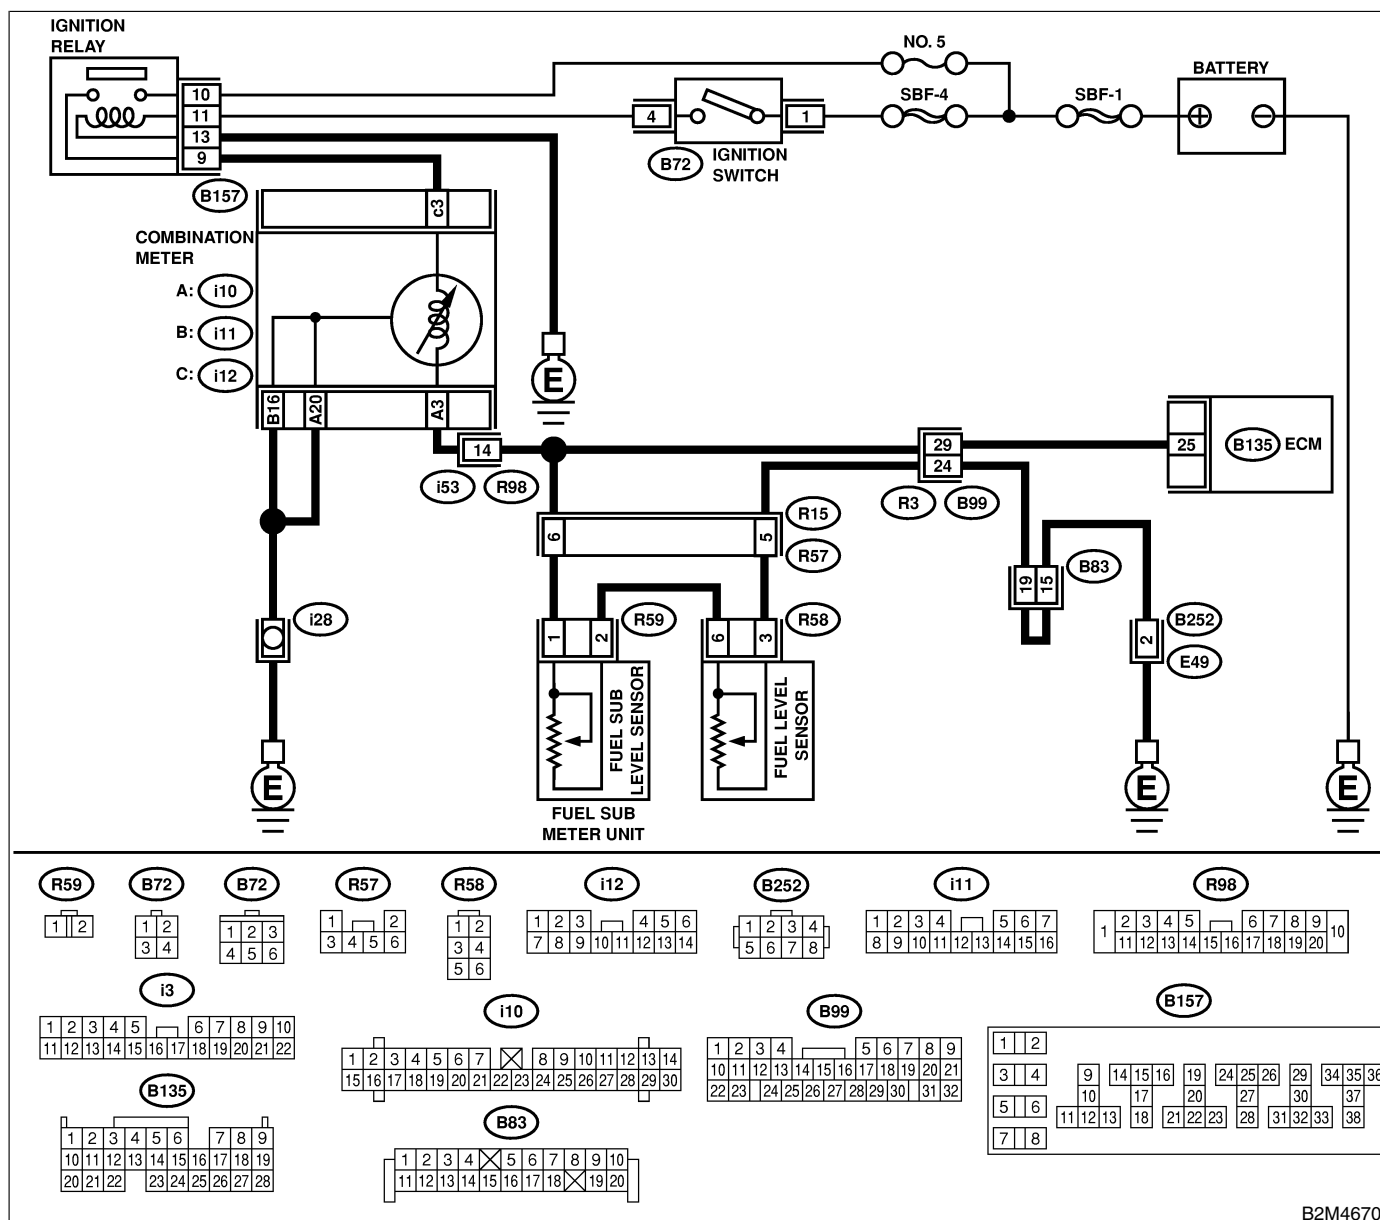 IGNITION
RELAY
NO. 5
SBF-4
SBF-1
BATTERY
10
11
13
9
4
1
B72
IGNITION
SWITCH
B157
c3
COMBINATION
METER
A: i10
B: i11
C: i12
E
B16
A20
A3
14
i53
R98
29
24
R3
B99
25
B135
ECM
R15
R57
6
5
B83
19
15
i28
1
2
R59
6
3
R58
B252
2
E49
FUEL SUB
LEVEL SENSOR
FUEL LEVEL
SENSOR
E
E
E
FUEL SUB
METER UNIT
R59
B72
B72
R57
R58
i12
B252
i11
R98
1 2
1 2
3 4
1 2 3
4 5 6
1 2
3 4 5 6
1 2
3 4
5 6
1 2 3 4 5 6
7 8 9 10 11 12 13 14
1 2 3 4
5 6 7 8
1 2 3 4 5 6 7
8 9 10 11 12 13 14 15 16
1 2 3 4 5 6 7 8 9 10
11 12 13 14 15 16 17 18 19 20
i3
1 2 3 4 5 6 7 8 9 10
11 12 13 14 15 16 17 18 19 20 21 22
i10
1 2 3 4 5 6 7 8 9 10 11 12 13 14
15 16 17 18 19 20 21 22 23 24 25 26 27 28 29 30
B99
1 2 3 4 5 6 7 8 9
10 11 12 13 14 15 16 17 18 19 20 21
22 23 24 25 26 27 28 29 30 31 32
B157
1 2
3 4
5 6
7 8
9 14 15 16 19 24 25 26 29 34 35 36
10 17 20 27 30 37
11 12 13 18 21 22 23 28 31 32 33 38
B135
1 2 3 4 5 6 7 8 9
10 11 12 13 14 15 16 17 18 19
20 21 22 23 24 25 26 27 28
B83
1 2 3 4 5 6 7 8 9 10
11 12 13 14 15 16 17 18 19 20
B2M4670